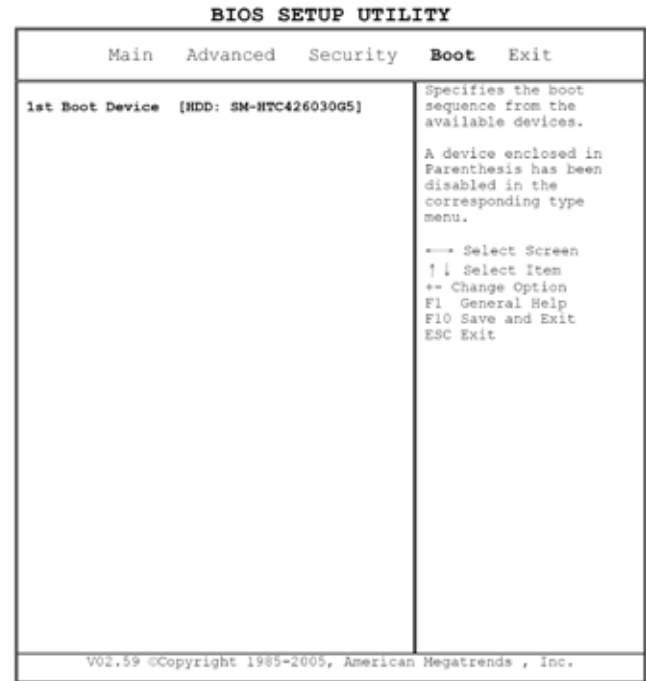 BIOS SETUP UTILITY
Main Advanced Security Boot Exit
1st Boot Device [HDD: SM-HTC426030G5]
Specifies the boot
sequence from the
available devices.
A device enclosed in
Parenthesis has been
disabled in the
corresponding type
menu.
←→ Select Screen
↑↓ Select Item
+- Change Option
F1 General Help
F10 Save and Exit
ESC Exit
V02.59 ©Copyright 1985-2005, American Megatrends , Inc.